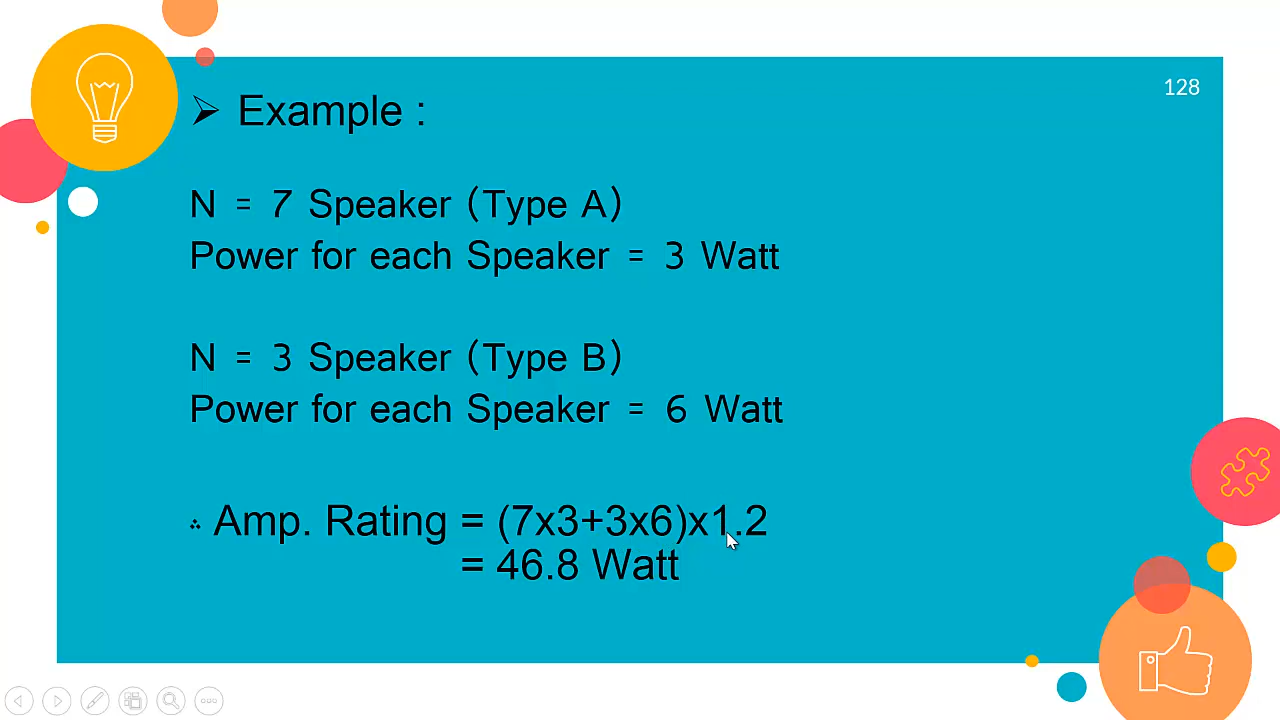 128
➢ Example :
N = 7 Speaker (Type A)
Power for each Speaker = 3 Watt
N = 3 Speaker (Type B)
Power for each Speaker = 6 Watt
∴ Amp. Rating = (7x3+3x6)x1.2
= 46.8 Watt